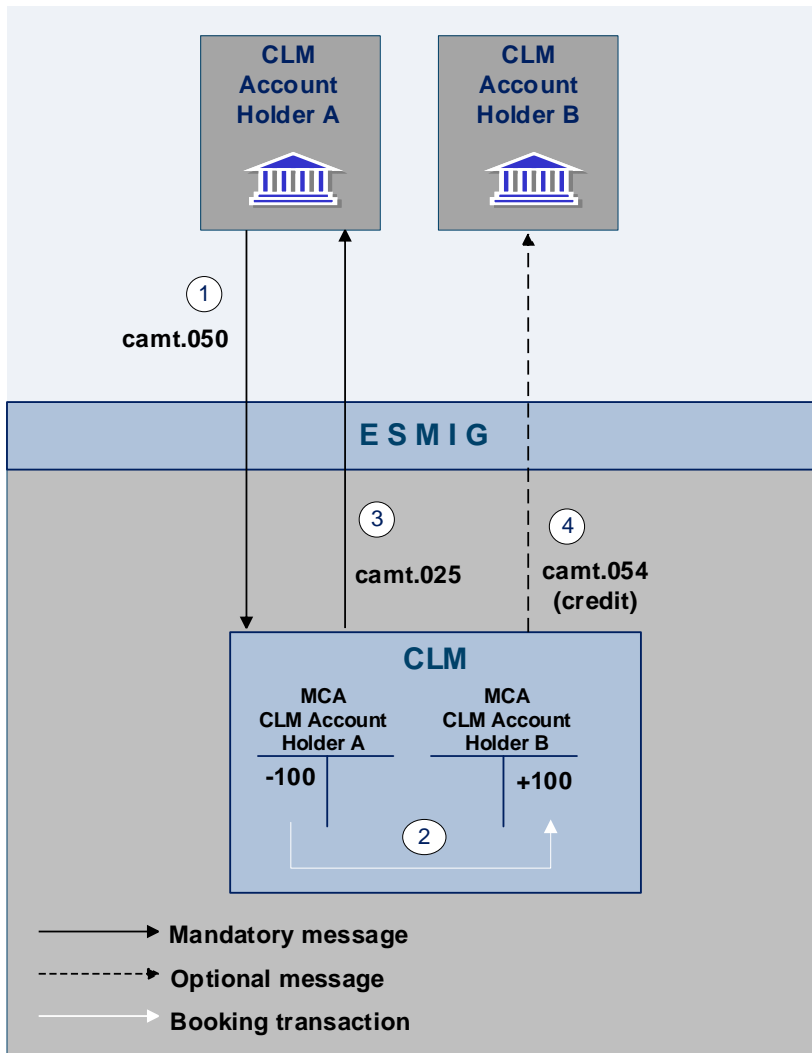 CLM
Account
Holder A
CLM
Account
Holder B
1
camt.050
E S M I G
3
camt.025
4
camt.054
(credit)
CLM
MCA
CLM Account
Holder A
MCA
CLM Account
Holder B
-100
+100
2
Mandatory message
Optional message
Booking transaction